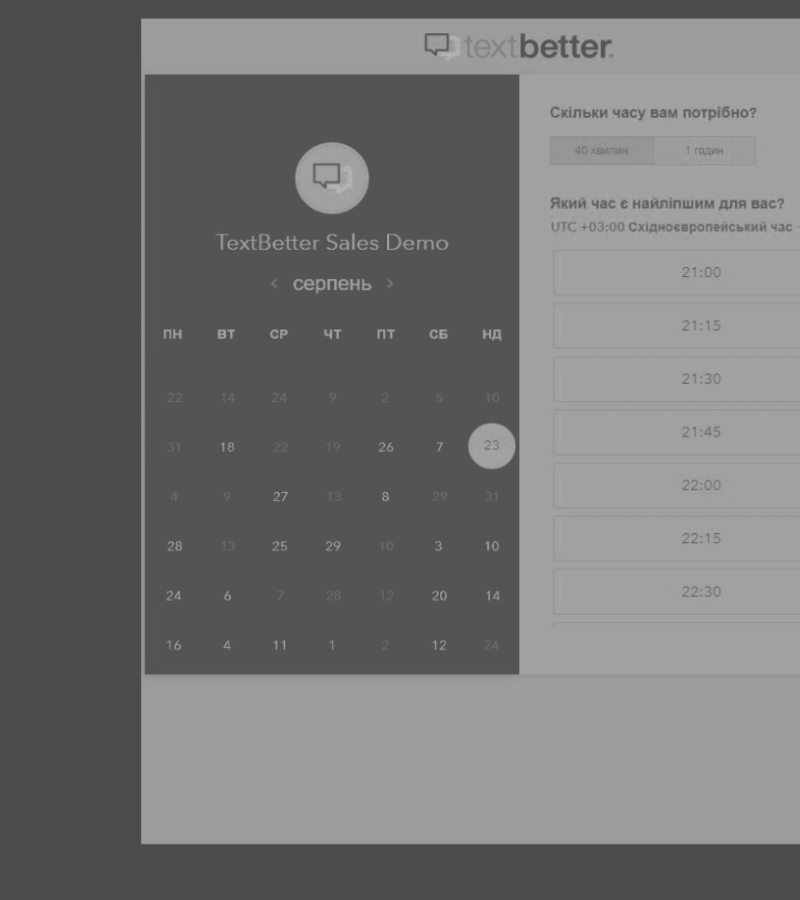 textbetter.
TextBetter Sales Demo
< серпень >
ПН ВТ СР ЧТ ПТ СБ НД
22 14 24 9 2 5 10
31 18 22 19 26 7 23
4 9 27 13 8 29 31
28 13 25 29 10 3 10
24 6 7 28 12 20 14
16 4 11 1 2 12 24
Скільки часу вам потрібно?
40 хвилин 1 годин
Який час є найліпшим для вас?
UTC +03:00 Східноєвропейський час
21:00
21:15
21:30
21:45
22:00
22:15
22:30